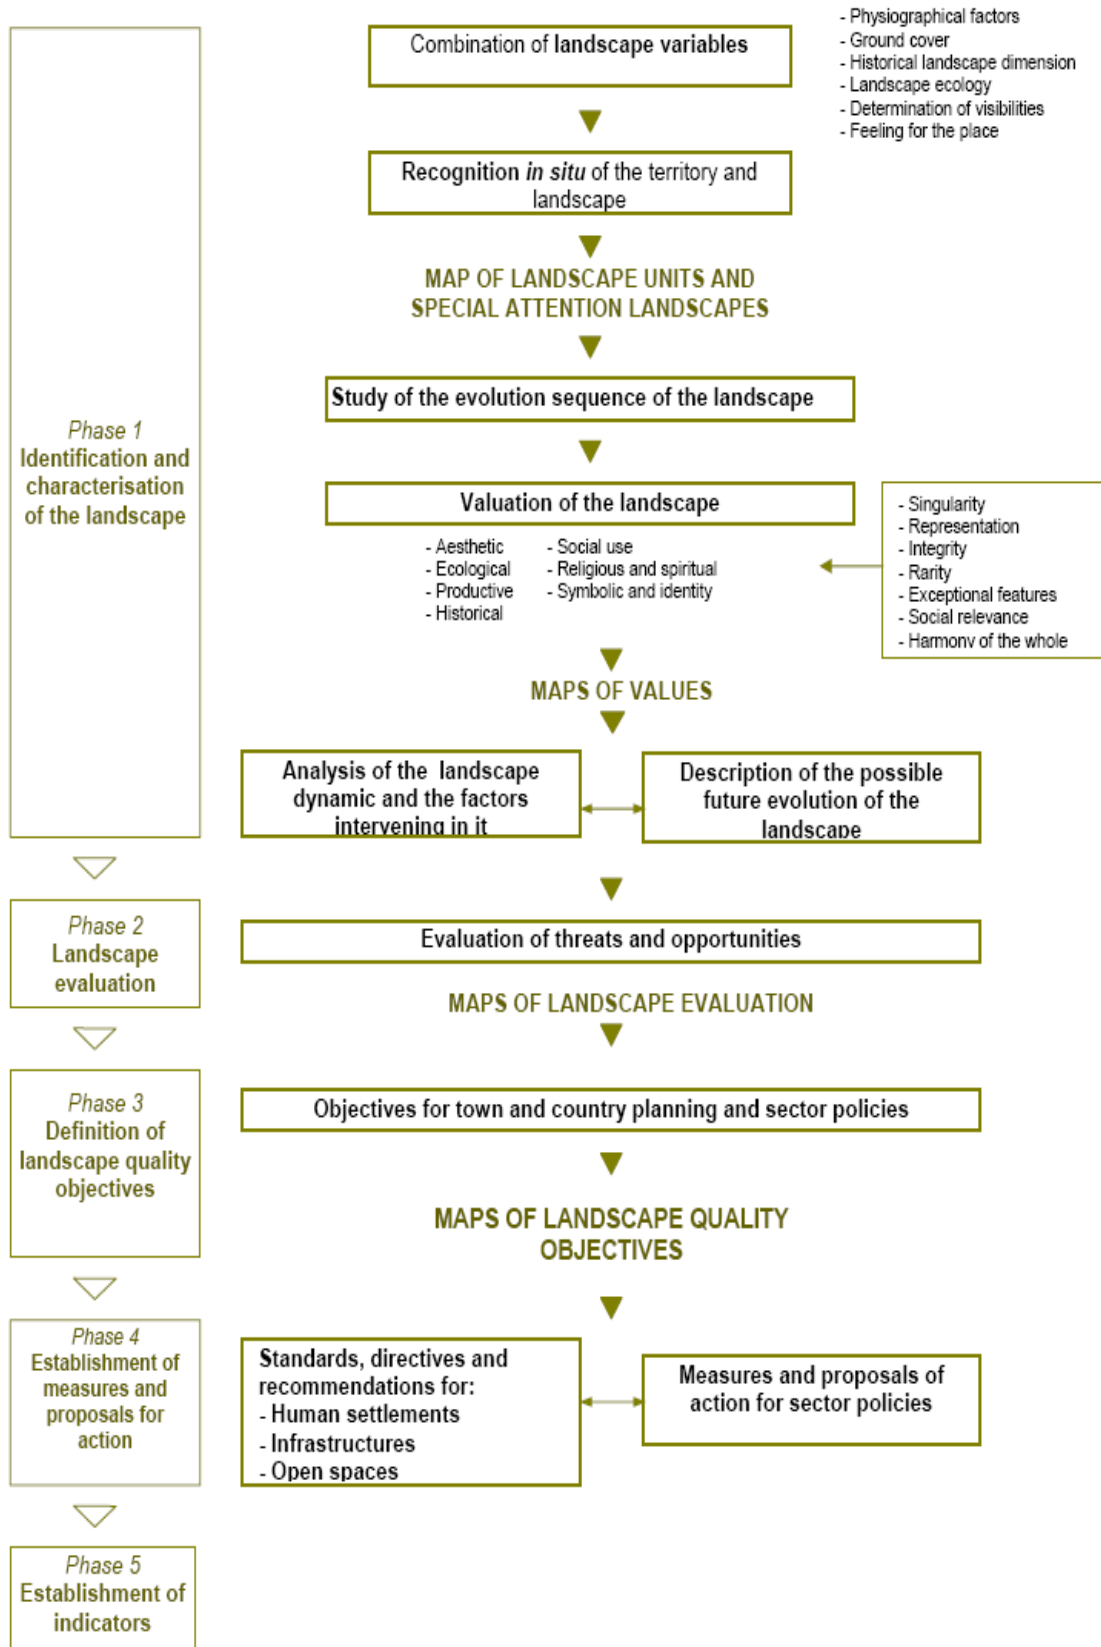 Combination of landscape variables
- Physiographical factors
- Ground cover
- Historical landscape dimension
- Landscape ecology
- Determination of visibilities
- Feeling for the place
Recognition in situ of the territory and
landscape
MAP OF LANDSCAPE UNITS AND
SPECIAL ATTENTION LANDSCAPES
Study of the evolution sequence of the landscape
Phase 1
Identification and
characterisation
of the landscape
Valuation of the landscape
- Aesthetic
- Ecological
- Productive
- Historical
- Social use
- Religious and spiritual
- Symbolic and identity
- Singularity
- Representation
- Integrity
- Rarity
- Exceptional features
- Social relevance
- Harmony of the whole
MAPS OF VALUES
Analysis of the landscape
dynamic and the factors
intervening in it
Description of the possible
future evolution of the
landscape
Phase 2
Landscape
evaluation
Evaluation of threats and opportunities
MAPS OF LANDSCAPE EVALUATION
Phase 3
Definition of
landscape quality
objectives
Objectives for town and country planning and sector policies
MAPS OF LANDSCAPE QUALITY
OBJECTIVES
Phase 4
Establishment of
measures and
proposals for
action
Standards, directives and
recommendations for:
- Human settlements
- Infrastructures
- Open spaces
Measures and proposals of
action for sector policies
Phase 5
Establishment of
indicators